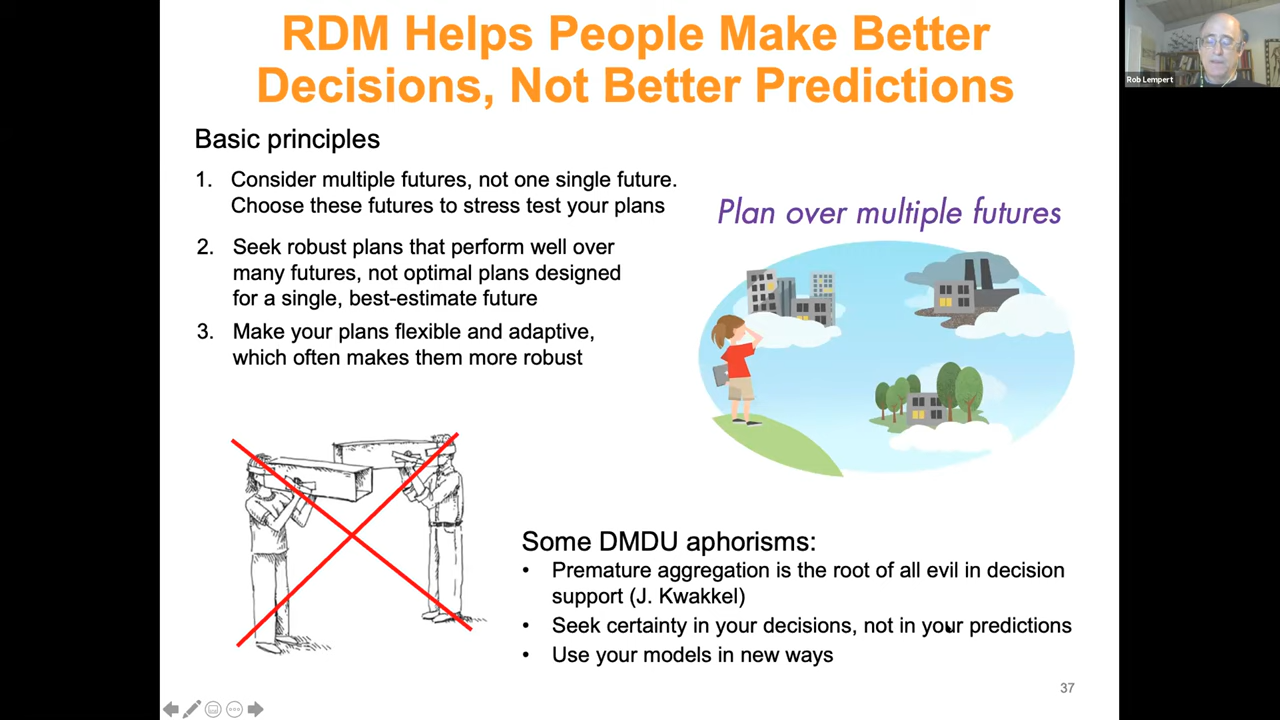 RDM Helps People Make Better
Decisions, Not Better Predictions
Rob Lempert
Basic principles
1. Consider multiple futures, not one single future.
Choose these futures to stress test your plans
2. Seek robust plans that perform well over
many futures, not optimal plans designed
for a single, best-estimate future
3. Make your plans flexible and adaptive,
which often makes them more robust
Plan over multiple futures
Some DMDU aphorisms:
• Premature aggregation is the root of all evil in decision
support (J. Kwakkel)
• Seek certainty in your decisions, not in your predictions
• Use your models in new ways
37